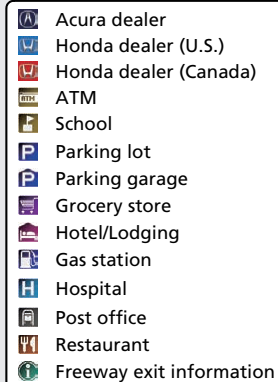 Acura dealer
Honda dealer (U.S.)
Honda dealer (Canada)
ATM ATM
School
P Parking lot
P Parking garage
Grocery store
Hotel/Lodging
Gas station
H Hospital
Post office
Restaurant
i Freeway exit information